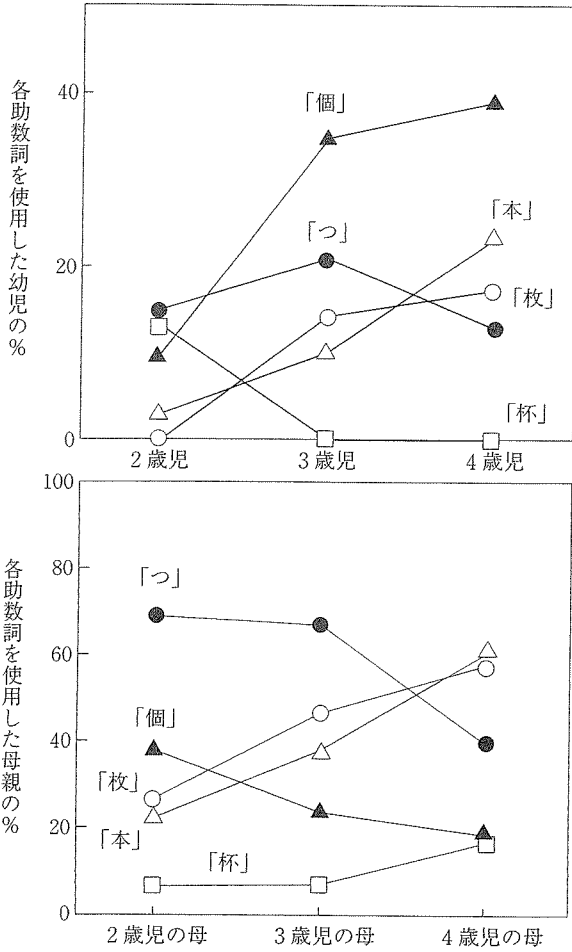 各助数詞を使用した幼児の%
40
20
0
「個」
「つ」
「本」
「枚」
「杯」
2歳児
3歳児
4歳児
各助数詞を使用した母親の%
100
80
60
40
20
0
「つ」
「個」
「枚」
「本」
「杯」
2歳児の母
3歳児の母
4歳児の母